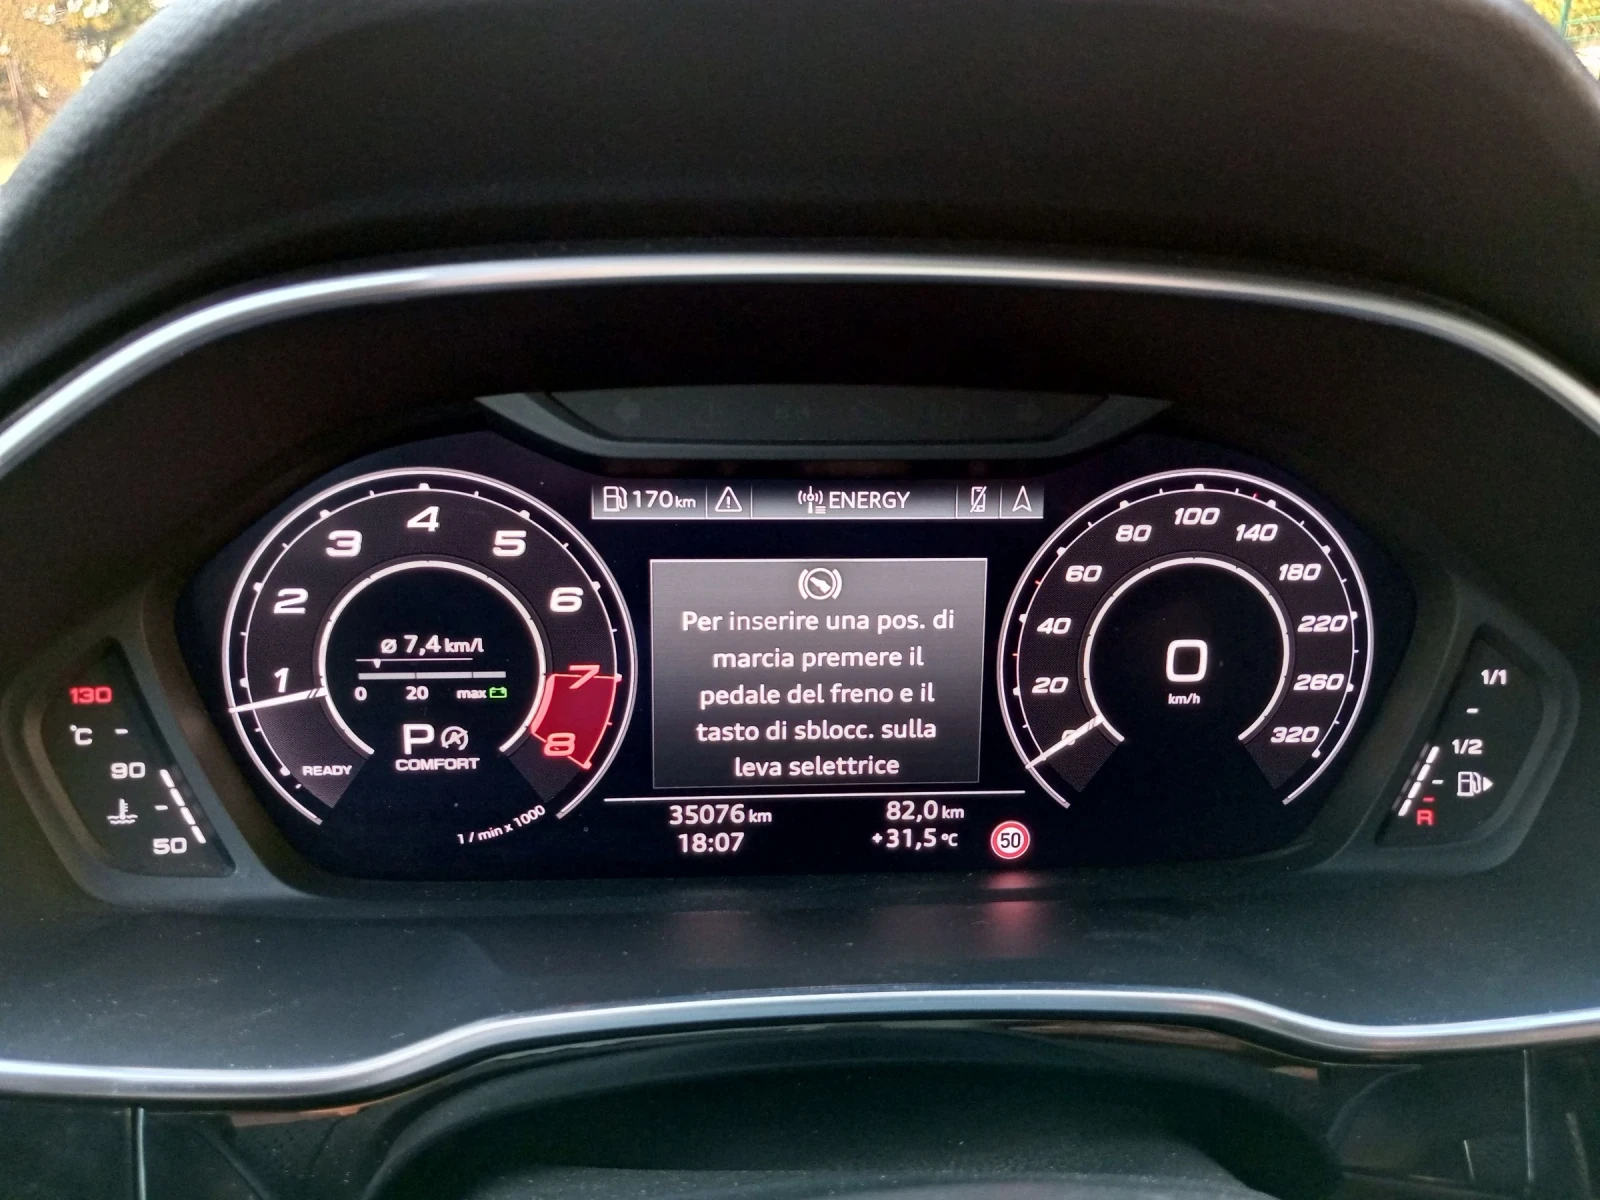 170 km
ENERGY
1
2
3
4
5
6
7
8
ø 7,4 km/l
0 20 max
P
COMFORT
READY
1 / min x 1000
Per inserire una pos. di
marcia premere il
pedale del freno e il
tasto di sblocc. sulla
leva selettrice
35076 km
82,0 km
18:07
+31,5 °C
50
0
20
40
60
80
100
140
180
220
260
320
0
km/h
130
°C
90
50
1/1
1/2
R